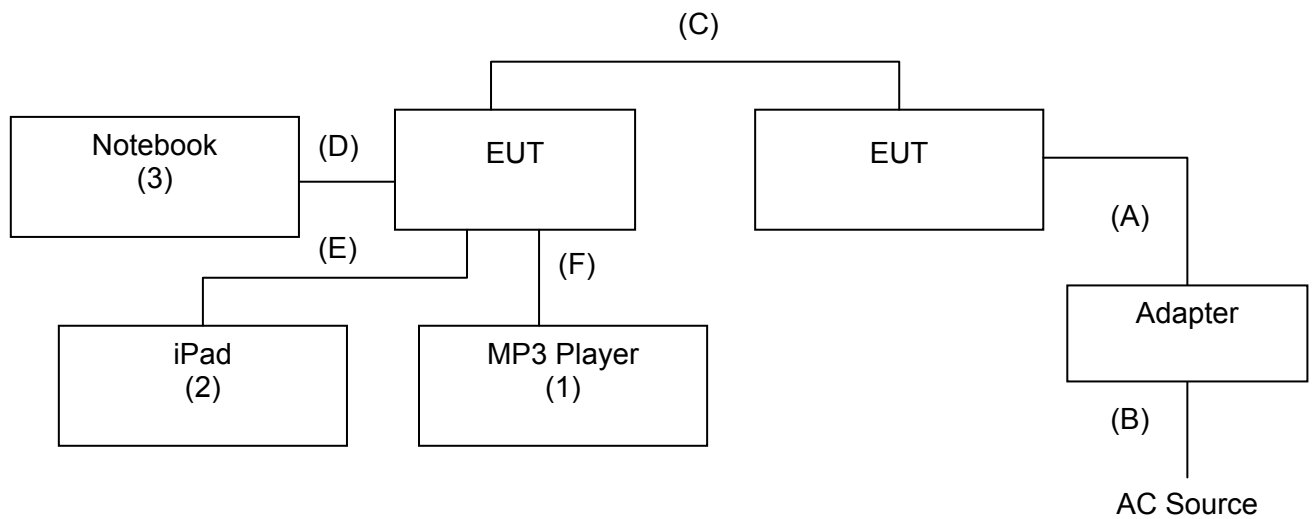 (C)
Notebook
(3)
(D)
EUT
EUT
(A)
(E)
(F)
iPad
(2)
MP3 Player
(1)
Adapter
(B)
AC Source